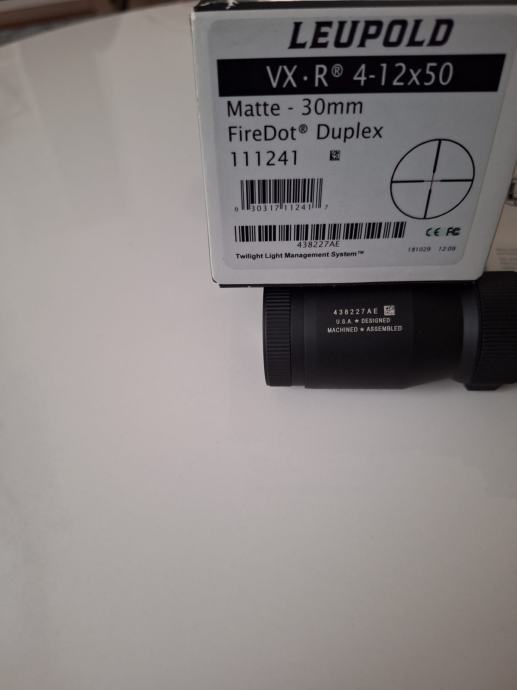 LEUPOLD
VX·R® 4-12x50
Matte - 30mm
FireDot® Duplex
111241
0 30317 11241 7
438227AE
Twilight Light Management System™
CE FC
181029 12:09
438227AE
U.S.A ★ DESIGNED
MACHINED ★ ASSEMBLED